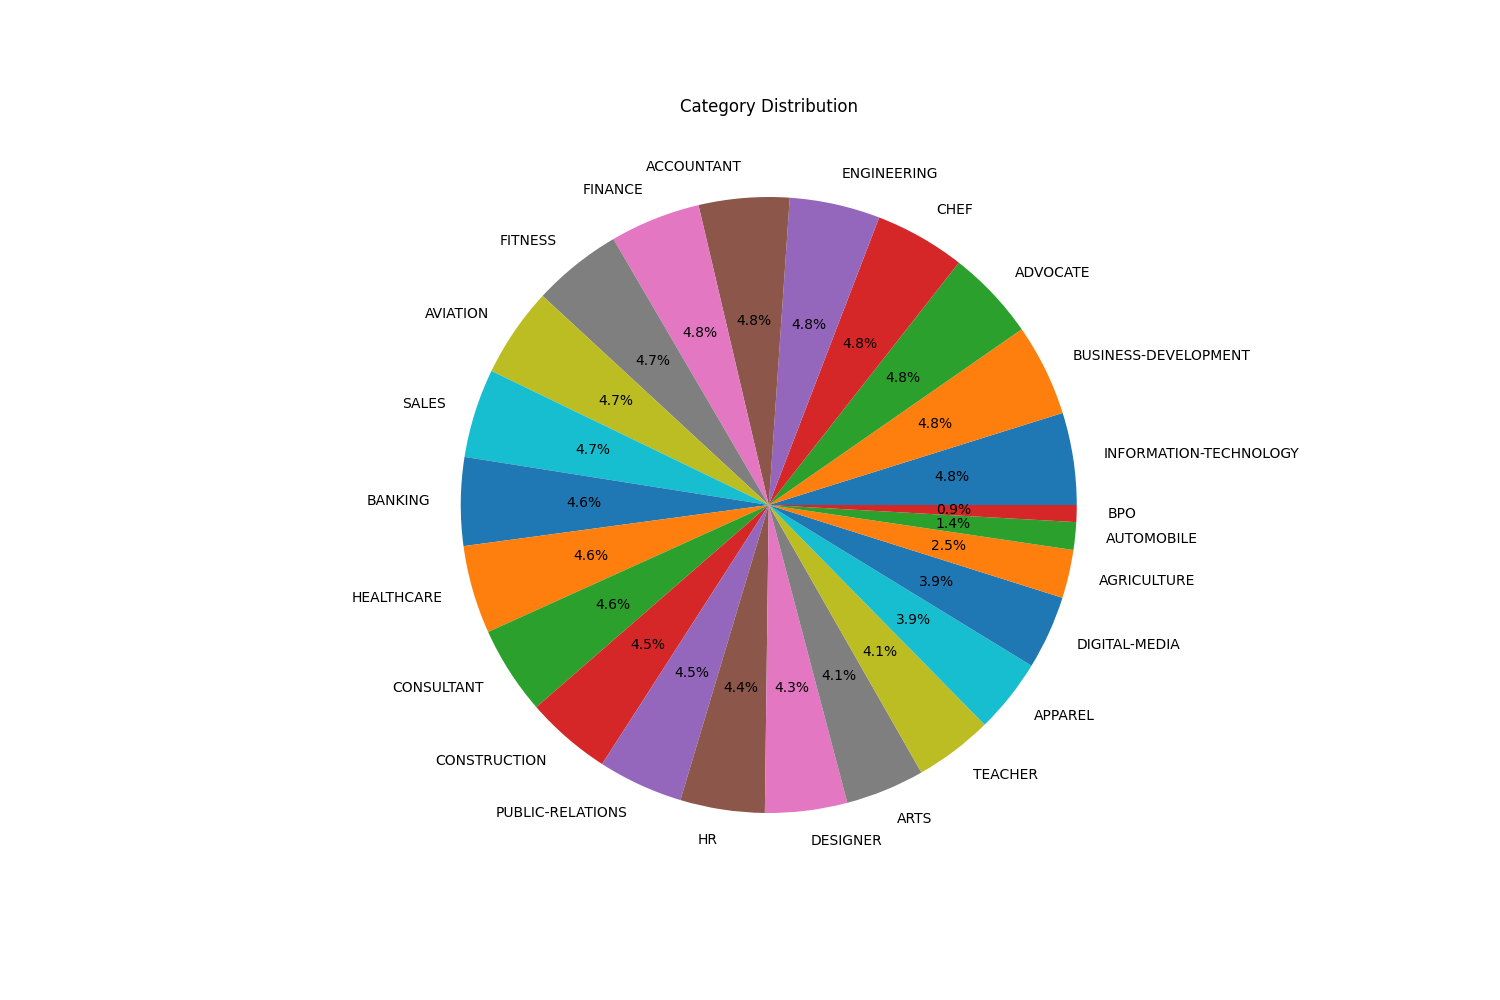 Category Distribution
INFORMATION-TECHNOLOGY
4.8%
BUSINESS-DEVELOPMENT
4.8%
ADVOCATE
4.8%
CHEF
4.8%
ENGINEERING
4.8%
ACCOUNTANT
4.8%
FINANCE
4.8%
FITNESS
4.7%
AVIATION
4.7%
SALES
4.7%
BANKING
4.6%
HEALTHCARE
4.6%
CONSULTANT
4.6%
CONSTRUCTION
4.5%
PUBLIC-RELATIONS
4.5%
HR
4.4%
DESIGNER
4.3%
ARTS
4.1%
TEACHER
4.1%
APPAREL
3.9%
DIGITAL-MEDIA
3.9%
AGRICULTURE
2.5%
AUTOMOBILE
1.4%
BPO
0.9%